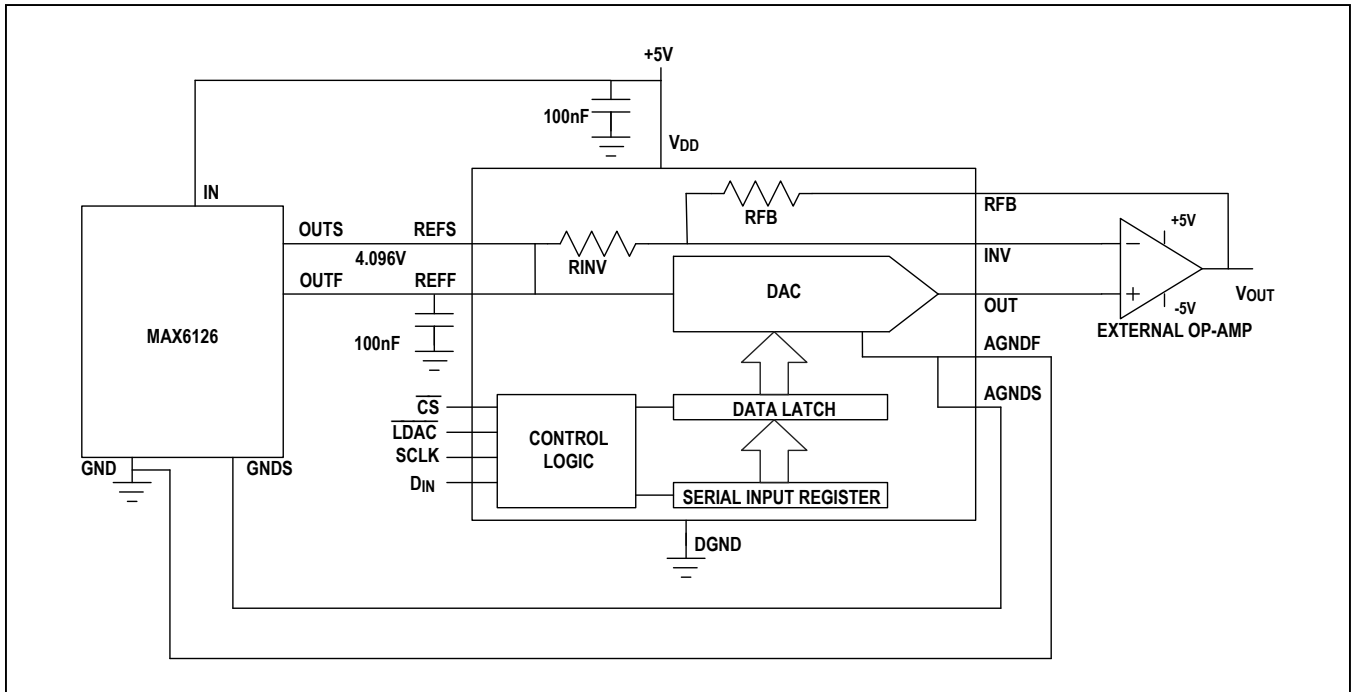 +5V
100nF
VDD
IN
RFB
RFB
OUTS
REFS
+5V
4.096V
RINV
INV
−
DAC
OUTF
REFF
OUT
+
VOUT
-5V
EXTERNAL OP-AMP
MAX6126
100nF
AGNDF
AGNDS
CS
DATA LATCH
LDAC
CONTROL
LOGIC
SCLK
GND
GNDS
DIN
SERIAL INPUT REGISTER
DGND